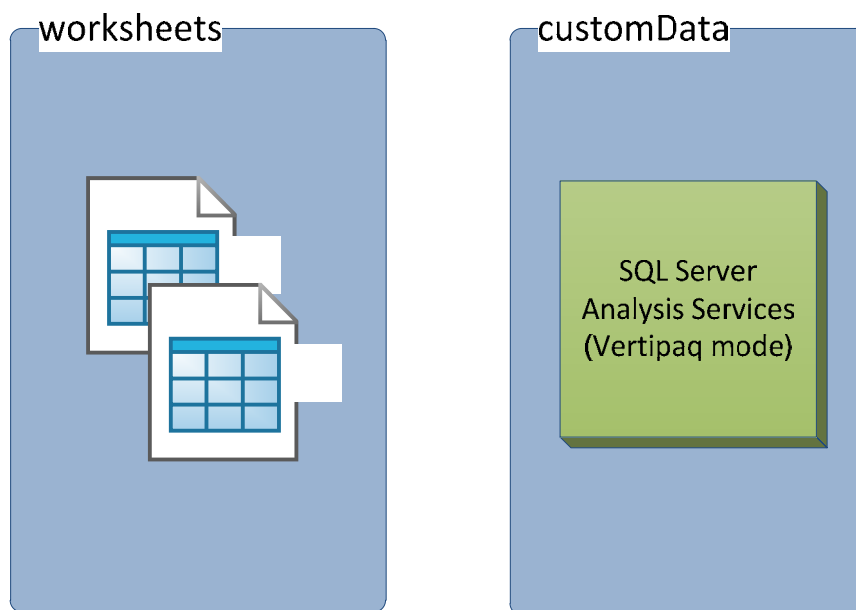 worksheets
customData
SQL Server
Analysis Services
(Vertipaq mode)